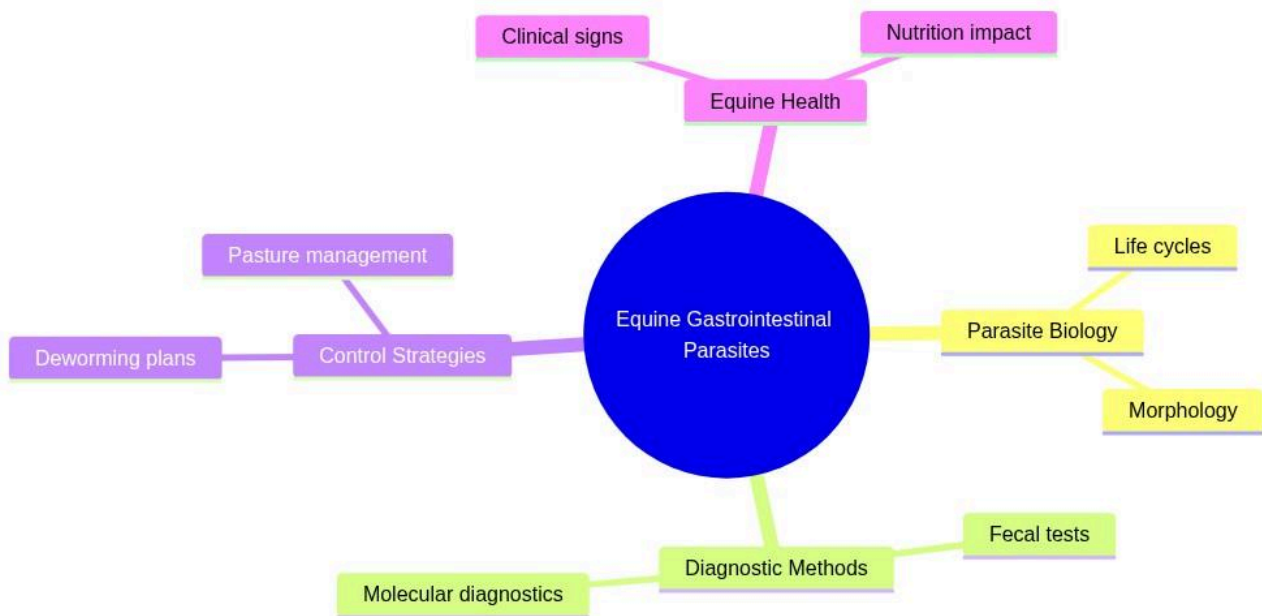 Clinical signs
Nutrition impact
Equine Health
Pasture management
Life cycles
Equine Gastrointestinal
Parasites
Parasite Biology
Deworming plans
Control Strategies
Morphology
Fecal tests
Diagnostic Methods
Molecular diagnostics